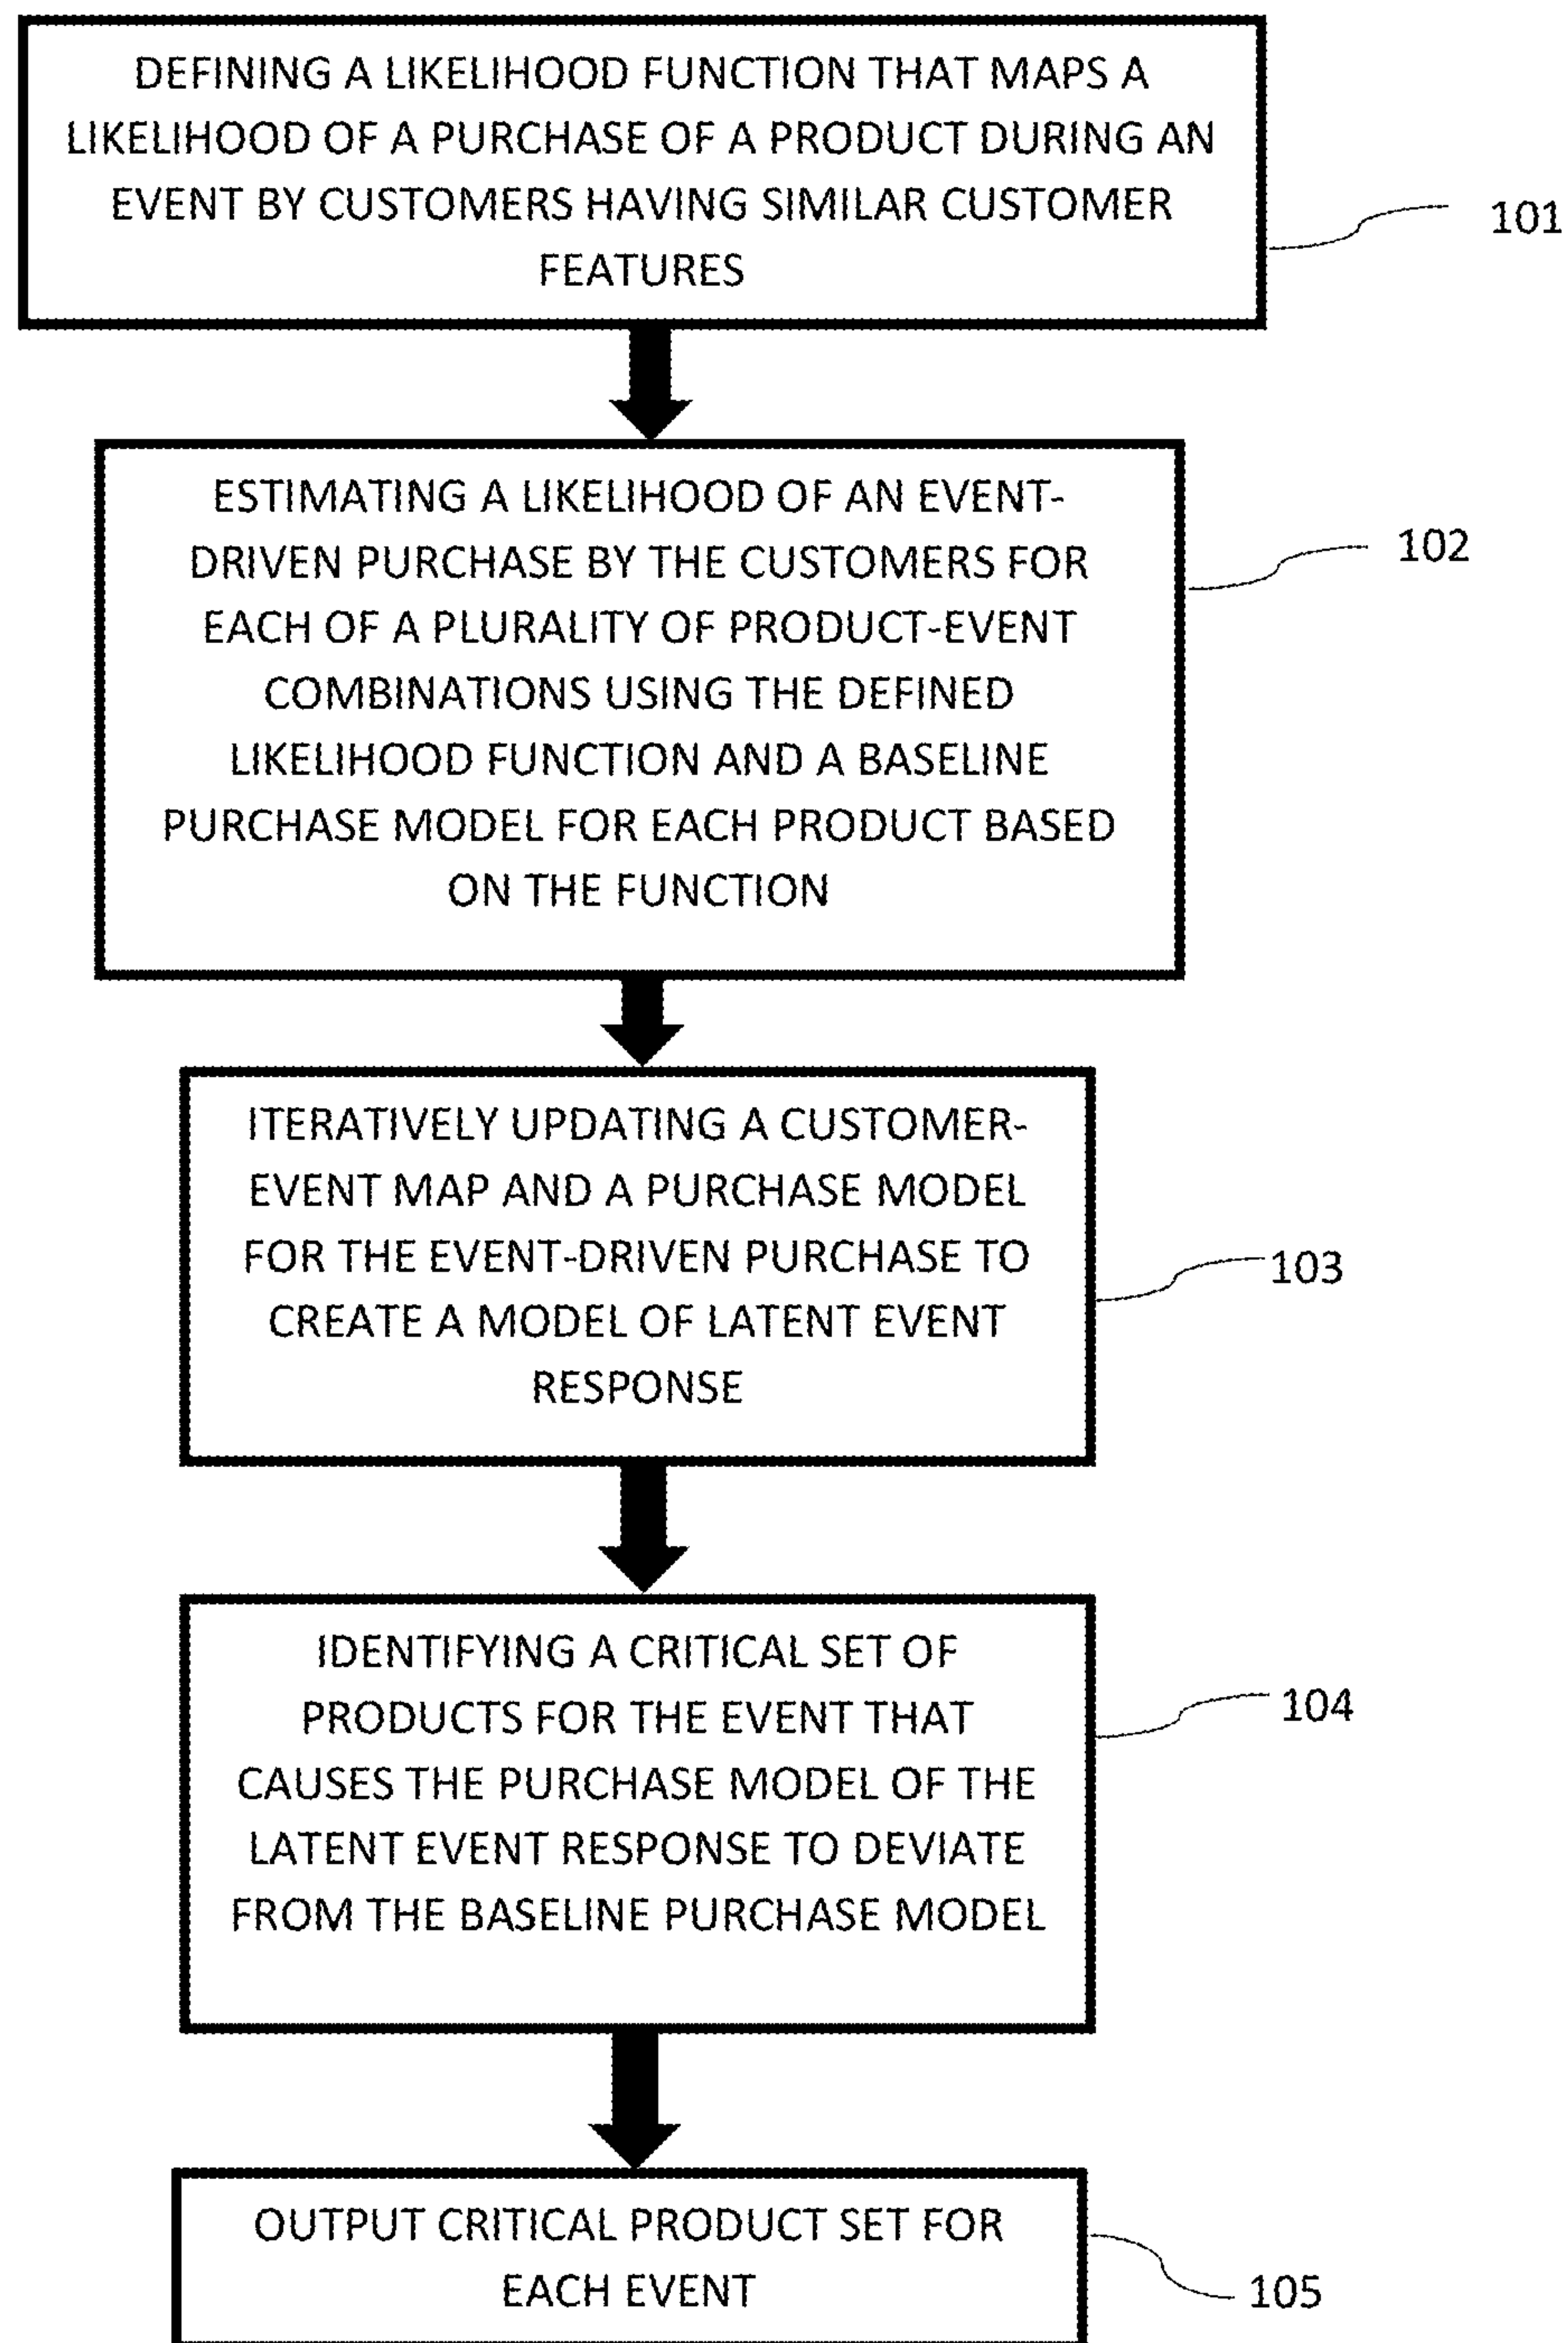 DEFINING A LIKELIHOOD FUNCTION THAT MAPS A
LIKELIHOOD OF A PURCHASE OF A PRODUCT DURING AN
EVENT BY CUSTOMERS HAVING SIMILAR CUSTOMER
FEATURES
101
ESTIMATING A LIKELIHOOD OF AN EVENT-
DRIVEN PURCHASE BY THE CUSTOMERS FOR
EACH OF A PLURALITY OF PRODUCT-EVENT
COMBINATIONS USING THE DEFINED
LIKELIHOOD FUNCTION AND A BASELINE
PURCHASE MODEL FOR EACH PRODUCT BASED
ON THE FUNCTION
102
ITERATIVELY UPDATING A CUSTOMER-
EVENT MAP AND A PURCHASE MODEL
FOR THE EVENT-DRIVEN PURCHASE TO
CREATE A MODEL OF LATENT EVENT
RESPONSE
103
IDENTIFYING A CRITICAL SET OF
PRODUCTS FOR THE EVENT THAT
CAUSES THE PURCHASE MODEL OF THE
LATENT EVENT RESPONSE TO DEVIATE
FROM THE BASELINE PURCHASE MODEL
104
OUTPUT CRITICAL PRODUCT SET FOR
EACH EVENT
105